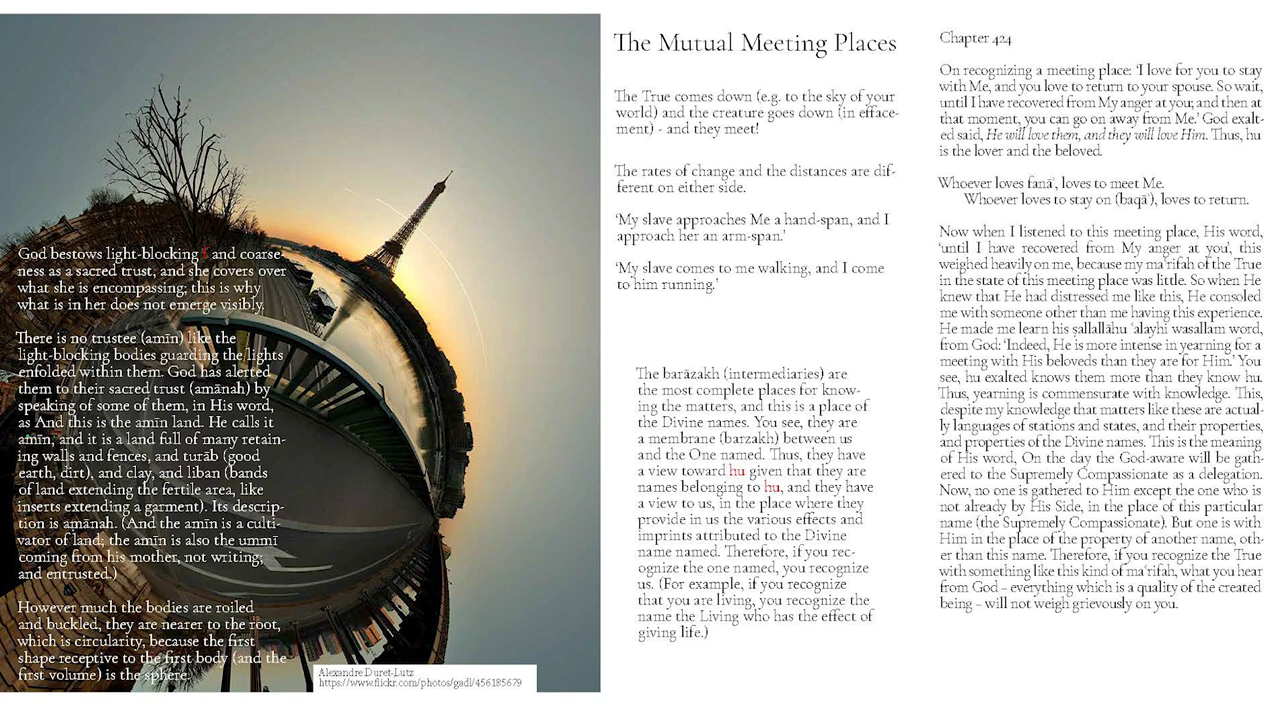 God bestows light-blocking and coarse-
ness as a sacred trust, and she covers over
what she is encompassing; this is why
what is in her does not emerge visibly.
There is no trustee (amīn) like the
light-blocking bodies guarding the lights
enfolded within them. God has alerted
them to their sacred trust (amānah) by
speaking of some of them, in His word,
as And this is the amīn land. He calls it
amīn, and it is a land full of many retain-
ing walls and fences, and turāb (good
earth, dirt), and clay, and liban (bands
of land extending the fertile area, like
inserts extending a garment). Its descrip-
tion is amānah. (And the amīn is a culti-
vator of land; the amīn is also the ummī
coming from his mother, not writing;
and entrusted.)
However much the bodies are roiled
and buckled, they are nearer to the root,
which is circularity, because the first
shape receptive to the first body (and the
first volume) is the sphere.
Alexandre Duret-Lutz
https://www.flickr.com/photos/gadl/456185679
The Mutual Meeting Places
The True comes down (e.g. to the sky of your
world) and the creature goes down (in efface-
ment) - and they meet!
The rates of change and the distances are dif-
ferent on either side.
'My slave approaches Me a hand-span, and I
approach her an arm-span.'
'My slave comes to me walking, and I come
to him running.'
The barāzakh (intermediaries) are
the most complete places for know-
ing the matters, and this is a place of
the Divine names. You see, they are
a membrane (barzakh) between us
and the One named. Thus, they have
a view toward hu given that they are
names belonging to hu, and they have
a view to us, in the place where they
provide in us the various effects and
imprints attributed to the Divine
name named. Therefore, if you rec-
ognize the one named, you recognize
us. (For example, if you recognize
that you are living, you recognize the
name the Living who has the effect of
giving life.)
Chapter 424
On recognizing a meeting place: 'I love for you to stay
with Me, and you love to return to your spouse. So wait,
until I have recovered from My anger at you; and then at
that moment, you can go on away from Me.' God exalt-
ed said, He will love them, and they will love Him. Thus, hu
is the lover and the beloved.
Whoever loves fanā', loves to meet Me.
Whoever loves to stay on (baqā'), loves to return.
Now when I listened to this meeting place, His word,
'until I have recovered from My anger at you', this
weighed heavily on me, because my ma'rifah of the True
in the state of this meeting place was little. So when He
knew that He had distressed me like this, He consoled
me with someone other than me having this experience.
He made me learn his ṣallallāhu 'alayhi wasallam word,
from God: 'Indeed, He is more intense in yearning for a
meeting with His beloveds than they are for Him.' You
see, hu exalted knows them more than they know hu.
Thus, yearning is commensurate with knowledge. This,
despite my knowledge that matters like these are actual-
ly languages of stations and states, and their properties,
and properties of the Divine names. This is the meaning
of His word, On the day the God-aware will be gath-
ered to the Supremely Compassionate as a delegation.
Now, no one is gathered to Him except the one who is
not already by His Side, in the place of this particular
name (the Supremely Compassionate). But one is with
Him in the place of the property of another name, oth-
er than this name. Therefore, if you recognize the True
with something like this kind of ma'rifah, what you hear
from God – everything which is a quality of the created
being – will not weigh grievously on you.